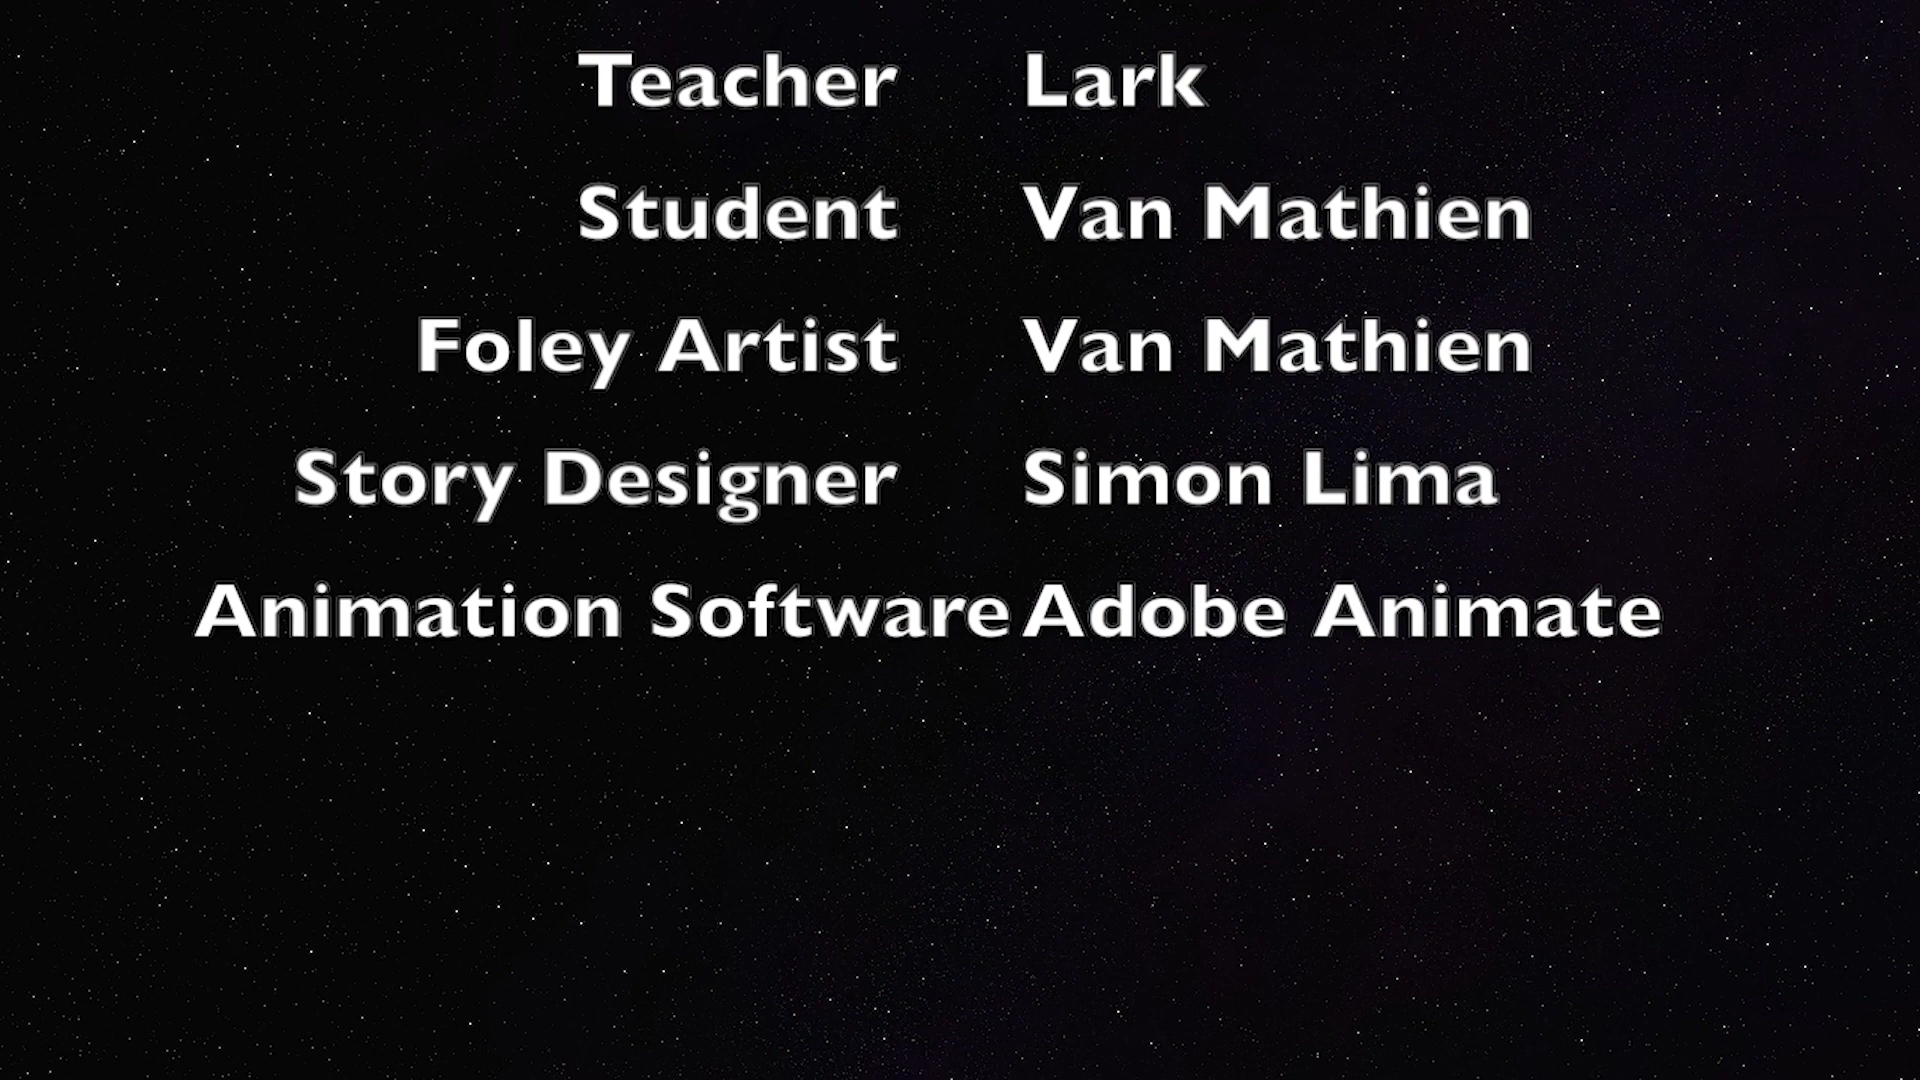 Teacher Lark
Student Van Mathien
Foley Artist Van Mathien
Story Designer Simon Lima
Animation Software Adobe Animate